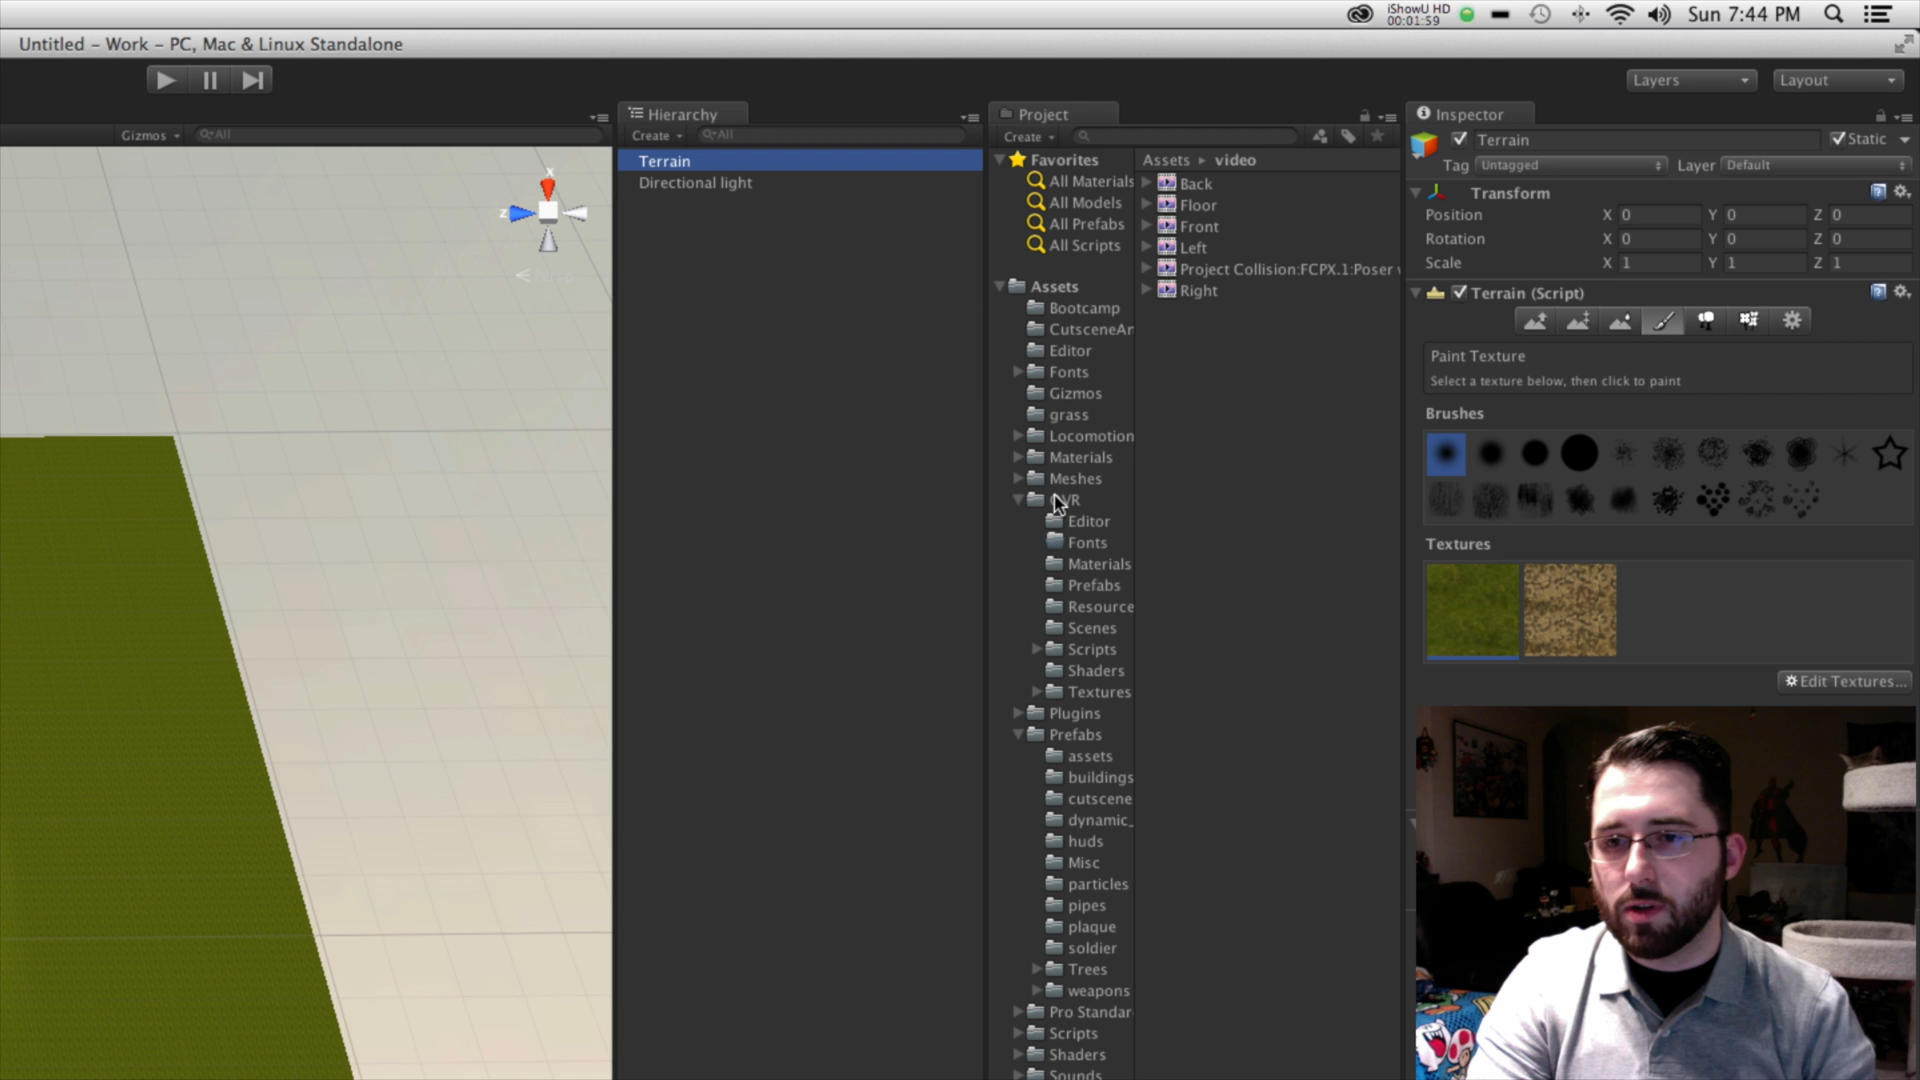 iShowU HD
00:01:59
Sun 7:44 PM
Untitled - Work - PC, Mac & Linux Standalone
Layers
Layout
Gizmos
All
Hierarchy
Create
All
Terrain
Directional light
Project
Create
Favorites
All Materials
All Models
All Prefabs
All Scripts
Assets
Bootcamp
CutsceneAr
Editor
Fonts
Gizmos
grass
Locomotion
Materials
Meshes
VR
Editor
Fonts
Materials
Prefabs
Resource
Scenes
Scripts
Shaders
Textures
Plugins
Prefabs
assets
buildings
cutscene
dynamic_
huds
Misc
particles
pipes
plaque
soldier
Trees
weapons
Pro Standar
Scripts
Shaders
Sounds
Assets ▸ video
Back
Floor
Front
Left
Project Collision:FCPX.1:Poser
Right
Inspector
Terrain
Static
Tag Untagged Layer Default
Transform
Position X 0 Y 0 Z 0
Rotation X 0 Y 0 Z 0
Scale X 1 Y 1 Z 1
Terrain (Script)
Paint Texture
Select a texture below, then click to paint
Brushes
Textures
Edit Textures...
x
z
Persp